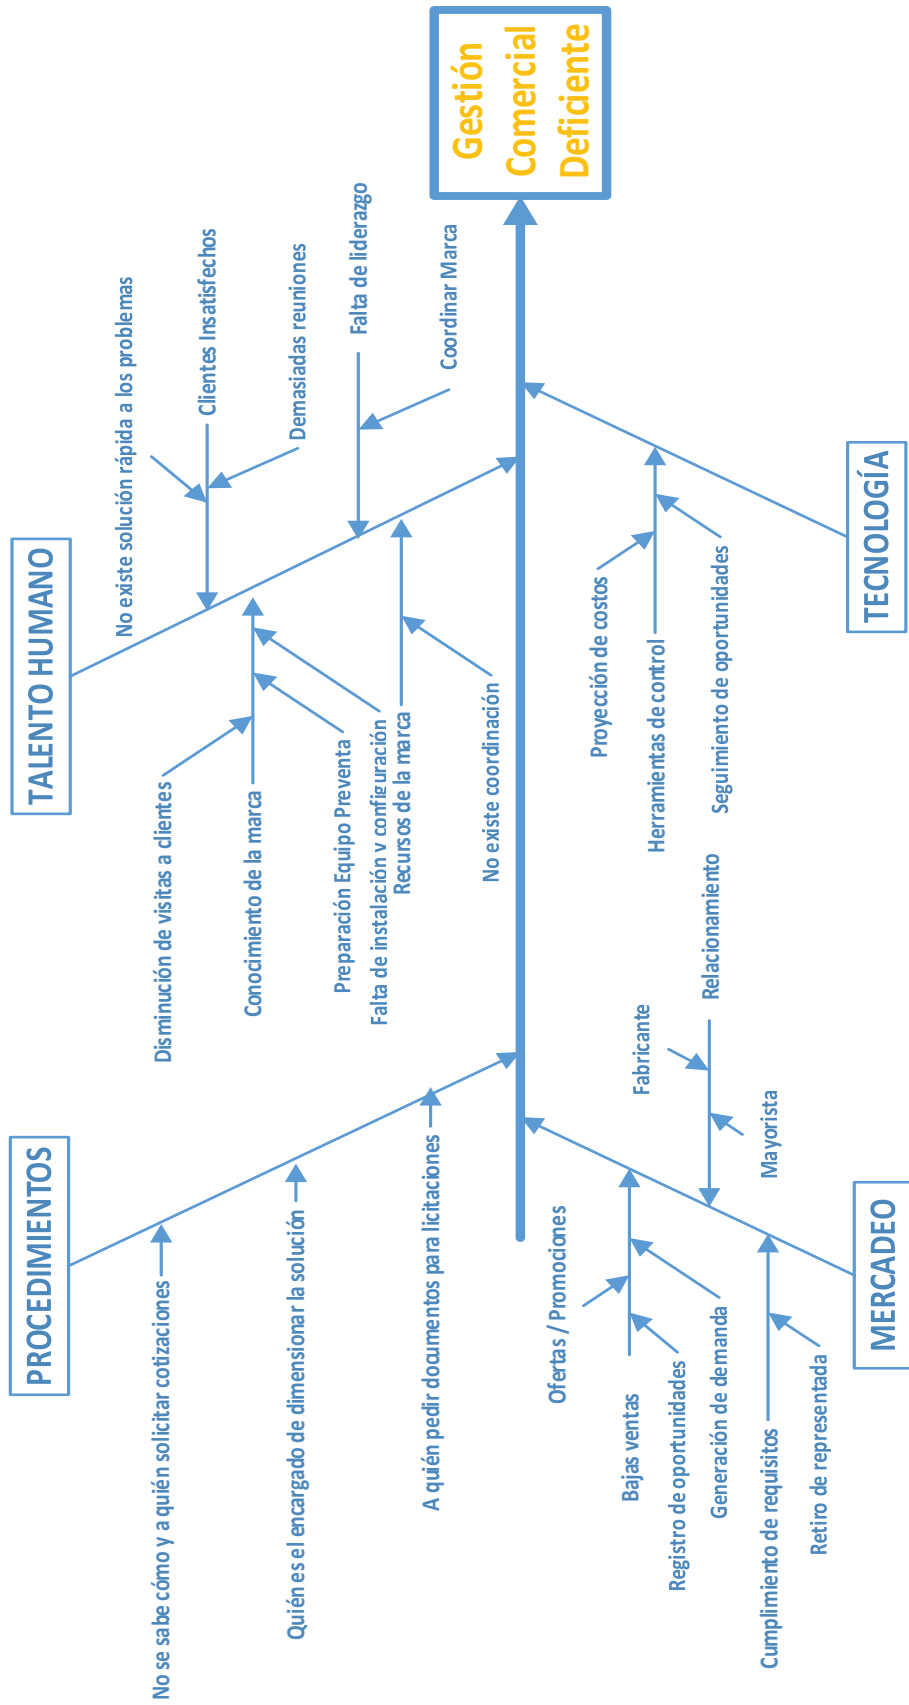 PROCEDIMIENTOS
TALENTO HUMANO
No se sabe cómo y a quién solicitar cotizaciones
Quién es el encargado de dimensionar la solución
A quién pedir documentos para licitaciones
No existe solución rápida a los problemas
Clientes Insatisfechos
Demasiadas reuniones
Disminución de visitas a clientes
Conocimiento de la marca
Preparación Equipo Preventa
Falta de instalación y configuración
Falta de liderazgo
Coordinar Marca
Recursos de la marca
No existe coordinación
Gestión
Comercial
Deficiente
Ofertas / Promociones
Bajas ventas
Registro de oportunidades
Generación de demanda
Fabricante
Relacionamiento
Mayorista
Cumplimiento de requisitos
Retiro de representada
Proyección de costos
Herramientas de control
Seguimiento de oportunidades
MERCADEO
TECNOLOGÍA